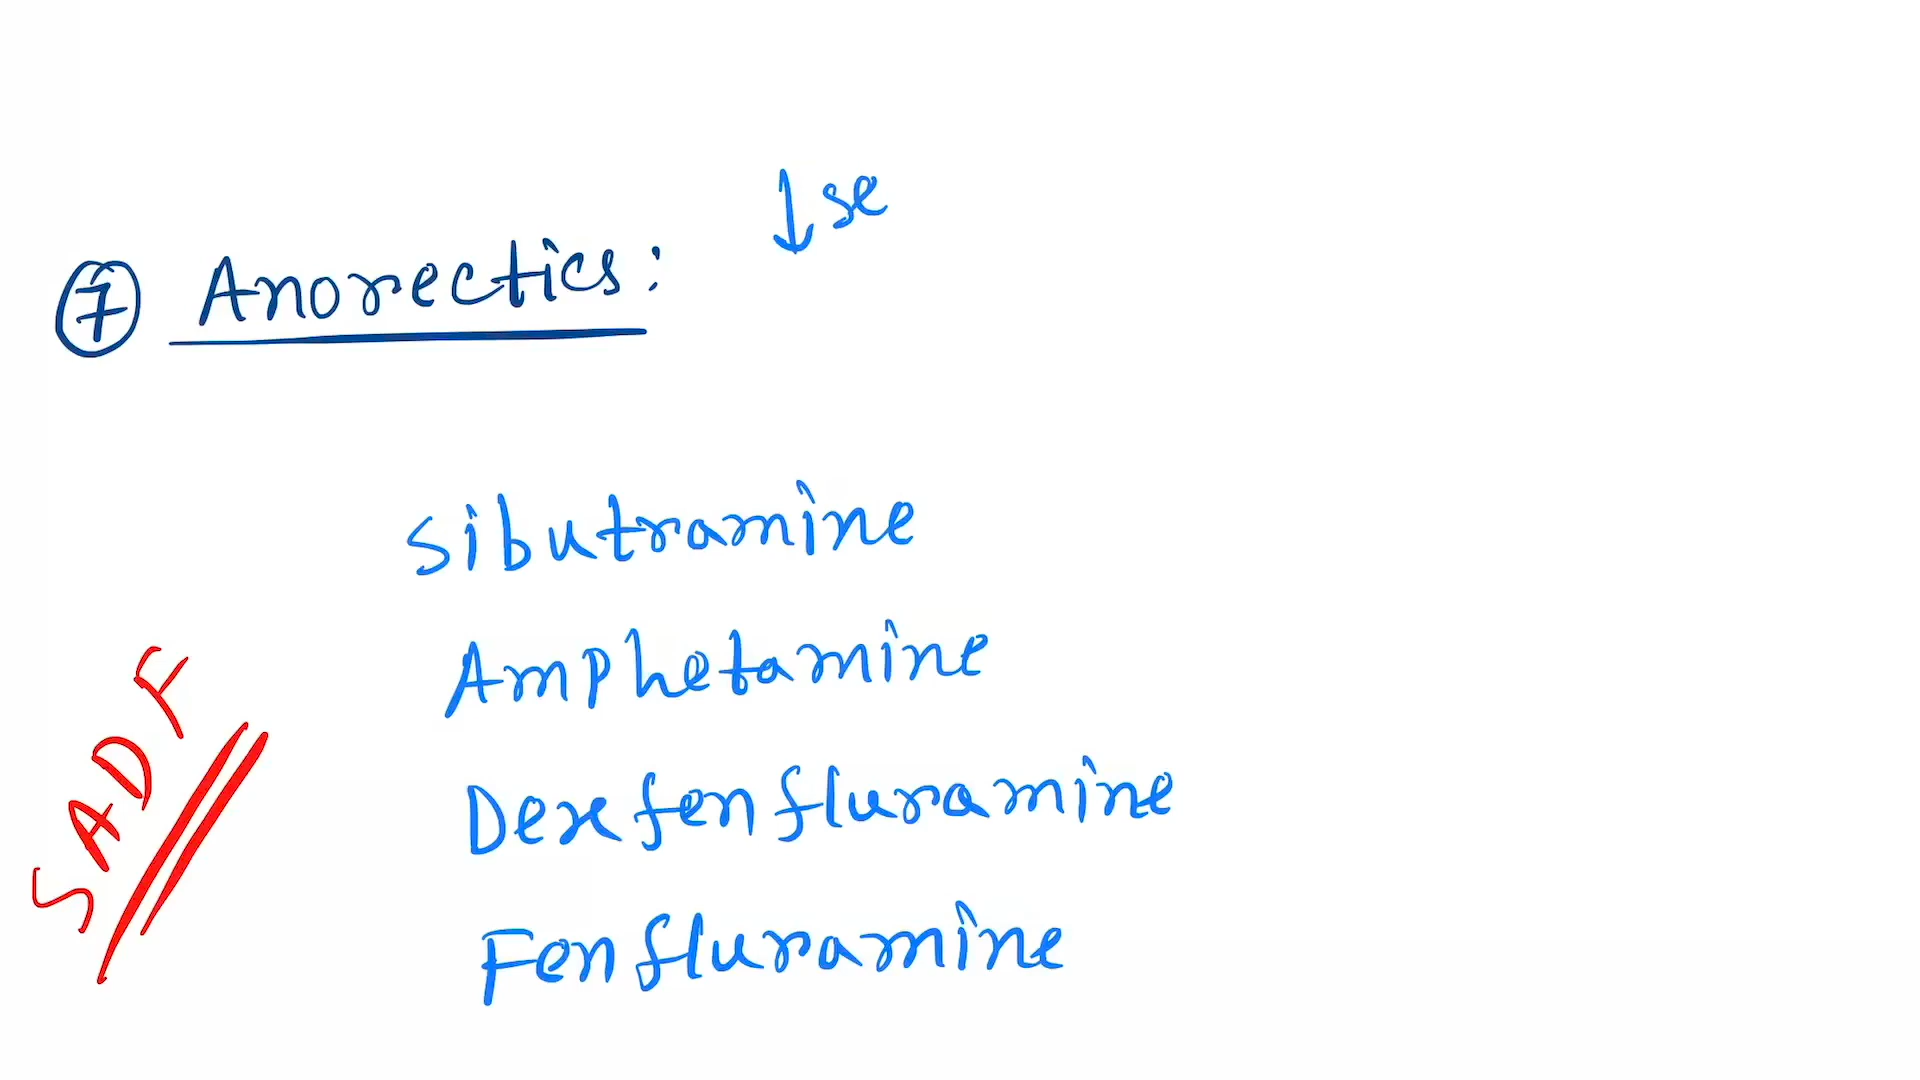 ↓se
⑦ Anorectics:
Sibutramine
Amphetamine
Dexfenfluramine
Fenfluramine
SADF